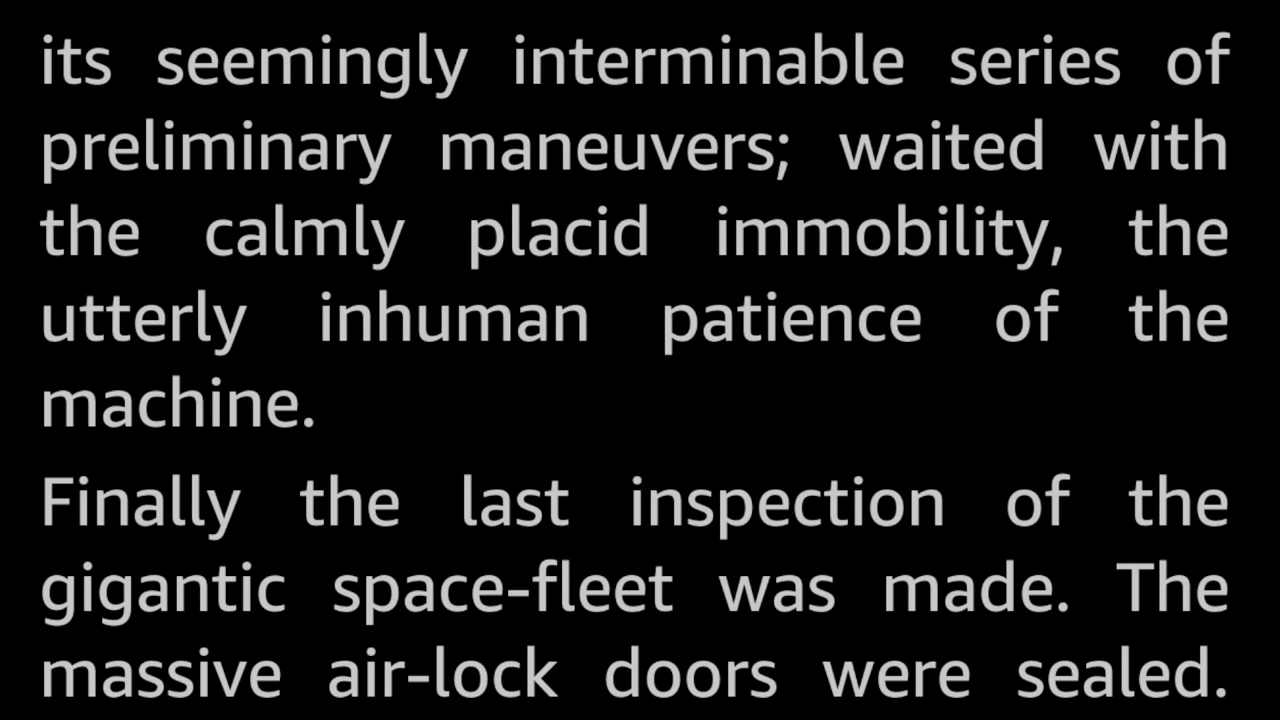 its seemingly interminable series of
preliminary maneuvers; waited with
the calmly placid immobility, the
utterly inhuman patience of the
machine.
Finally the last inspection of the
gigantic space-fleet was made. The
massive air-lock doors were sealed.